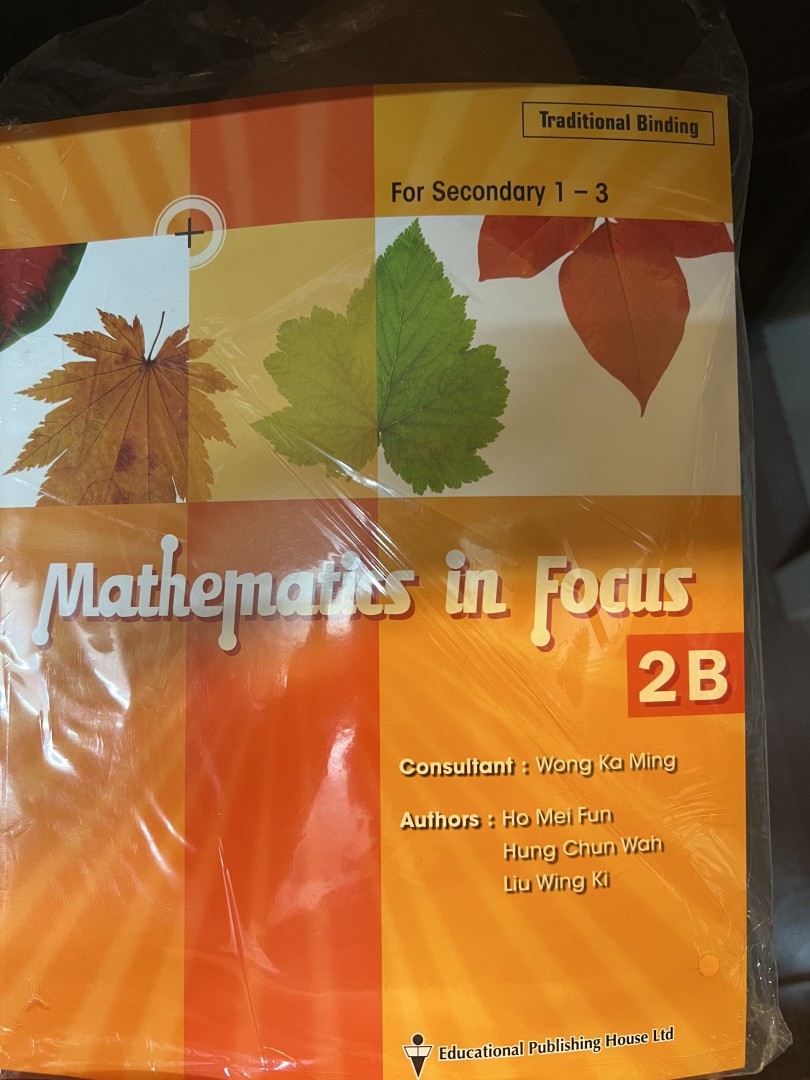 Traditional Binding
For Secondary 1 – 3
Mathematics in Focus
2B
Consultant : Wong Ka Ming
Authors : Ho Mei Fun
Hung Chun Wah
Liu Wing Ki
Educational Publishing House Ltd